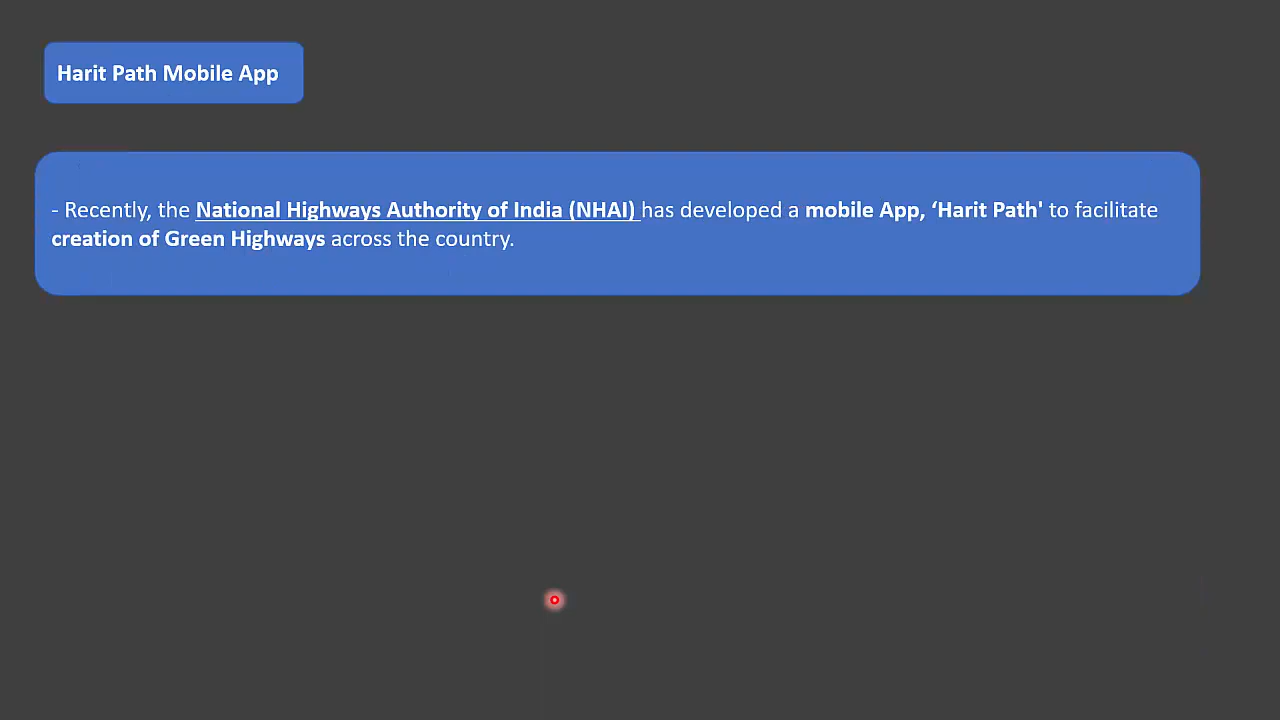 Harit Path Mobile App
- Recently, the National Highways Authority of India (NHAI) has developed a mobile App, ‘Harit Path' to facilitate
creation of Green Highways across the country.